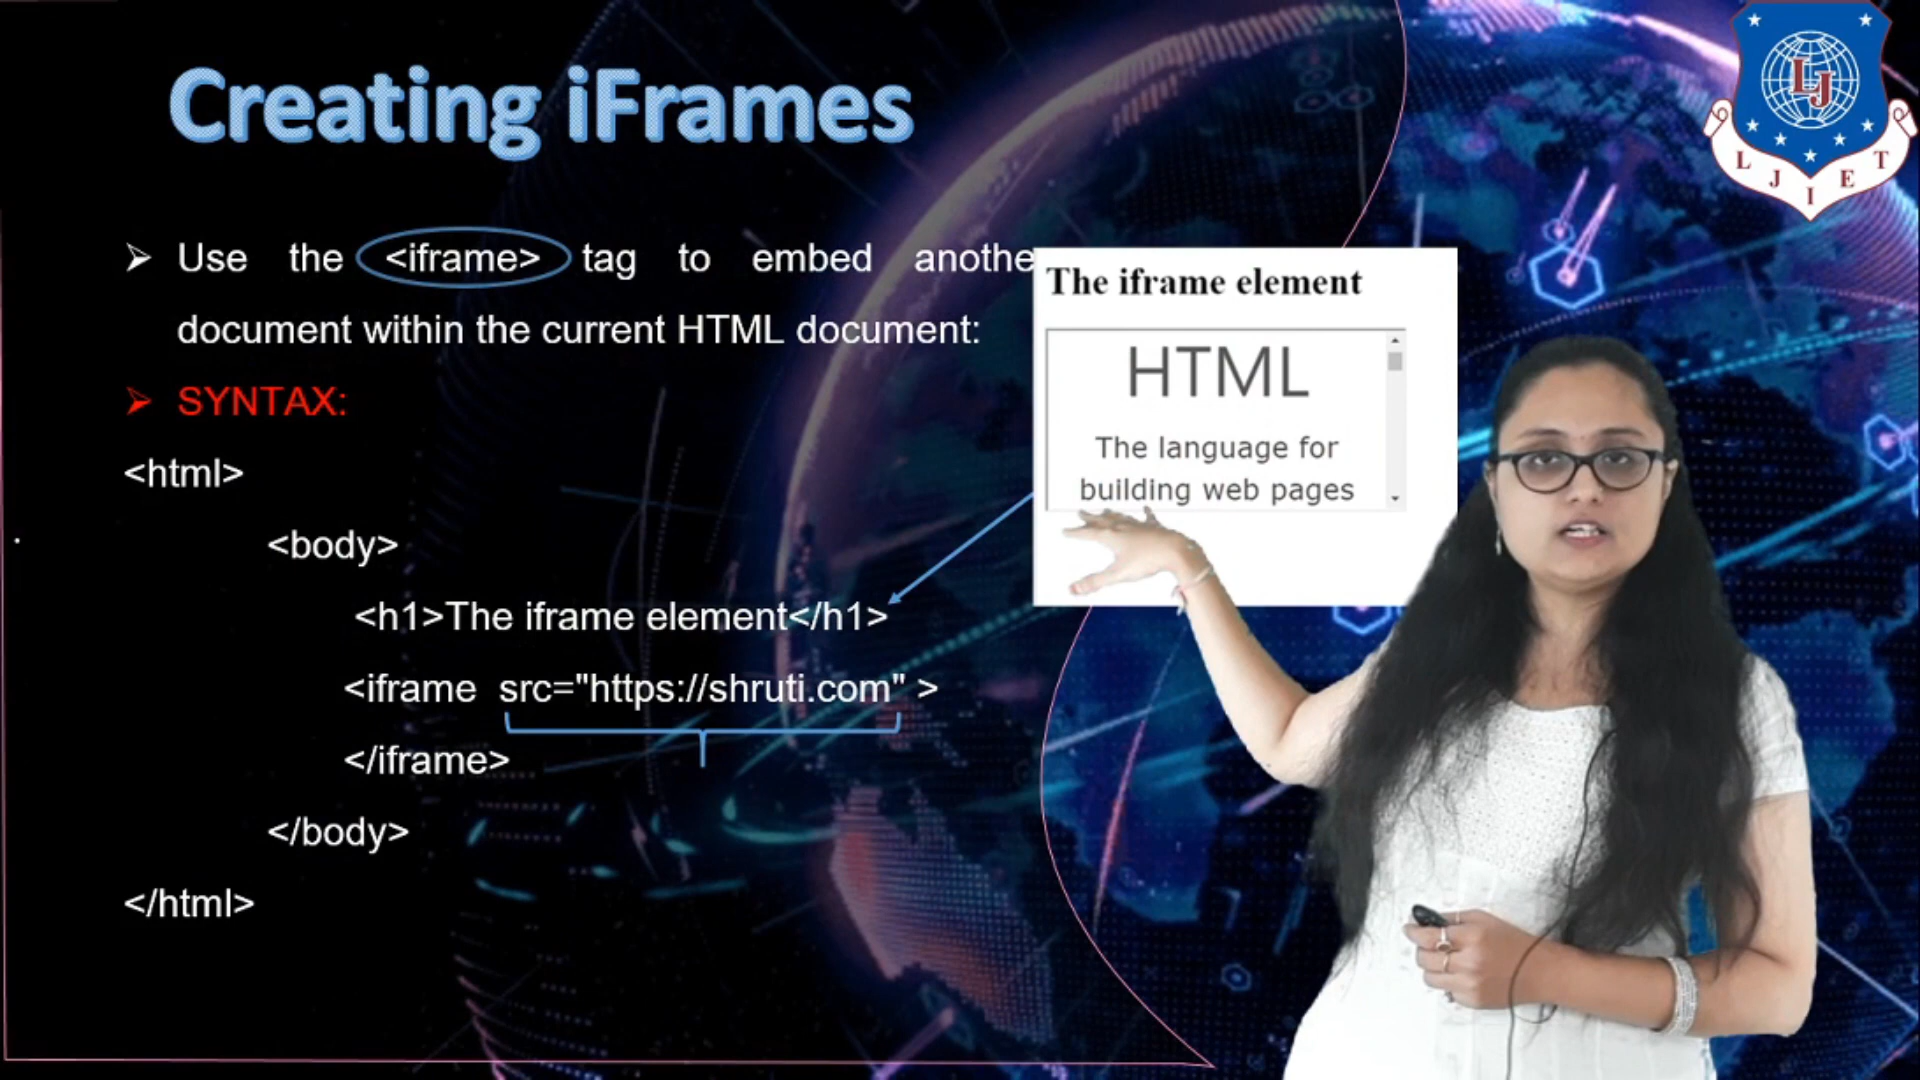 Creating iFrames
Use the <iframe> tag to embed anothe
document within the current HTML document:
SYNTAX:
<html>
<body>
<h1>The iframe element</h1>
<iframe src="https://shruti.com" >
</iframe>
</body>
</html>
The iframe element
HTML
The language for
building web pages
LJ
L J I E T